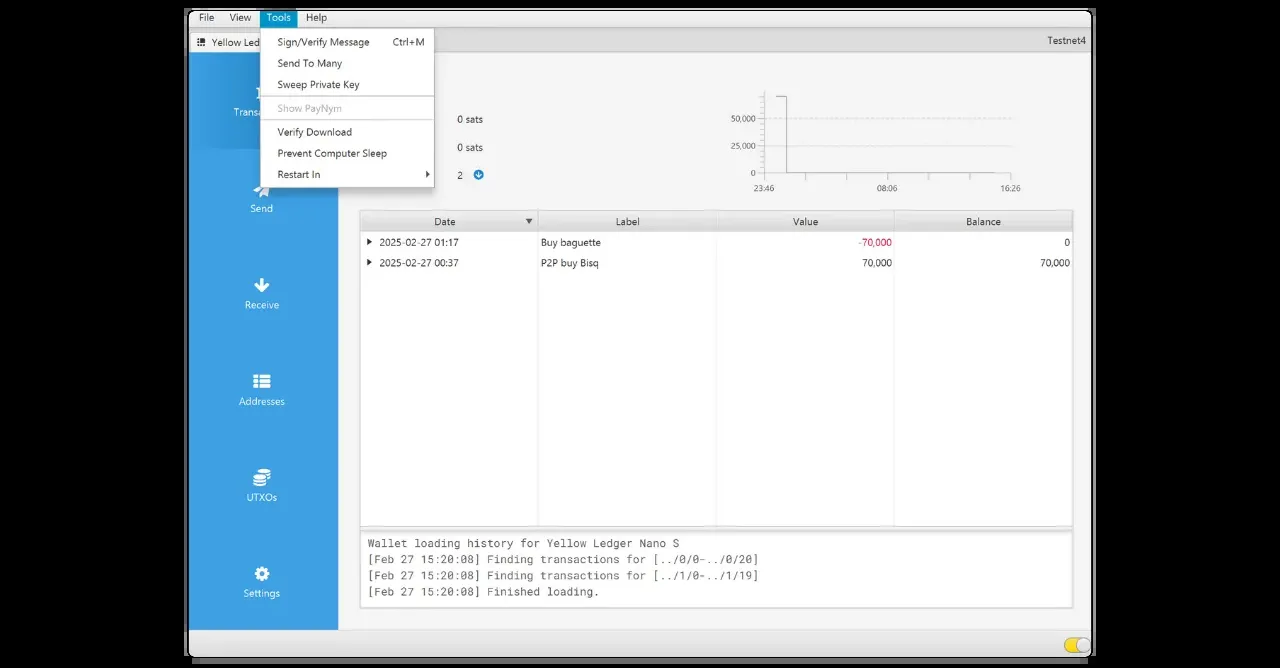 File View Tools Help
Yellow Led
Testnet4
Sign/Verify Message Ctrl+M
Send To Many
Sweep Private Key
Show PayNym
Verify Download
Prevent Computer Sleep
Restart In
Transa
Send
Receive
Addresses
UTXOs
Settings
0 sats
0 sats
2
50,000
25,000
0
23:46 08:06 16:26
Date Label Value Balance
2025-02-27 01:17 Buy baguette -70,000 0
2025-02-27 00:37 P2P buy Bisq 70,000 70,000
Wallet loading history for Yellow Ledger Nano S
[Feb 27 15:20:08] Finding transactions for [../0/0-../0/20]
[Feb 27 15:20:08] Finding transactions for [../1/0-../1/19]
[Feb 27 15:20:08] Finished loading.